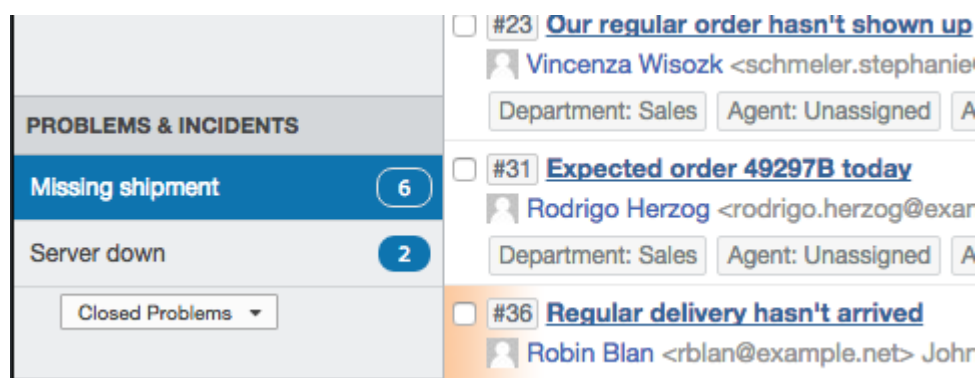 PROBLEMS & INCIDENTS
Missing shipment 6
Server down 2
Closed Problems
#23 Our regular order hasn't shown up
Vincenza Wisozk <schmeler.stephanie
Department: Sales Agent: Unassigned A
#31 Expected order 49297B today
Rodrigo Herzog <rodrigo.herzog@exam
Department: Sales Agent: Unassigned A
#36 Regular delivery hasn't arrived
Robin Blan <rblan@example.net> John